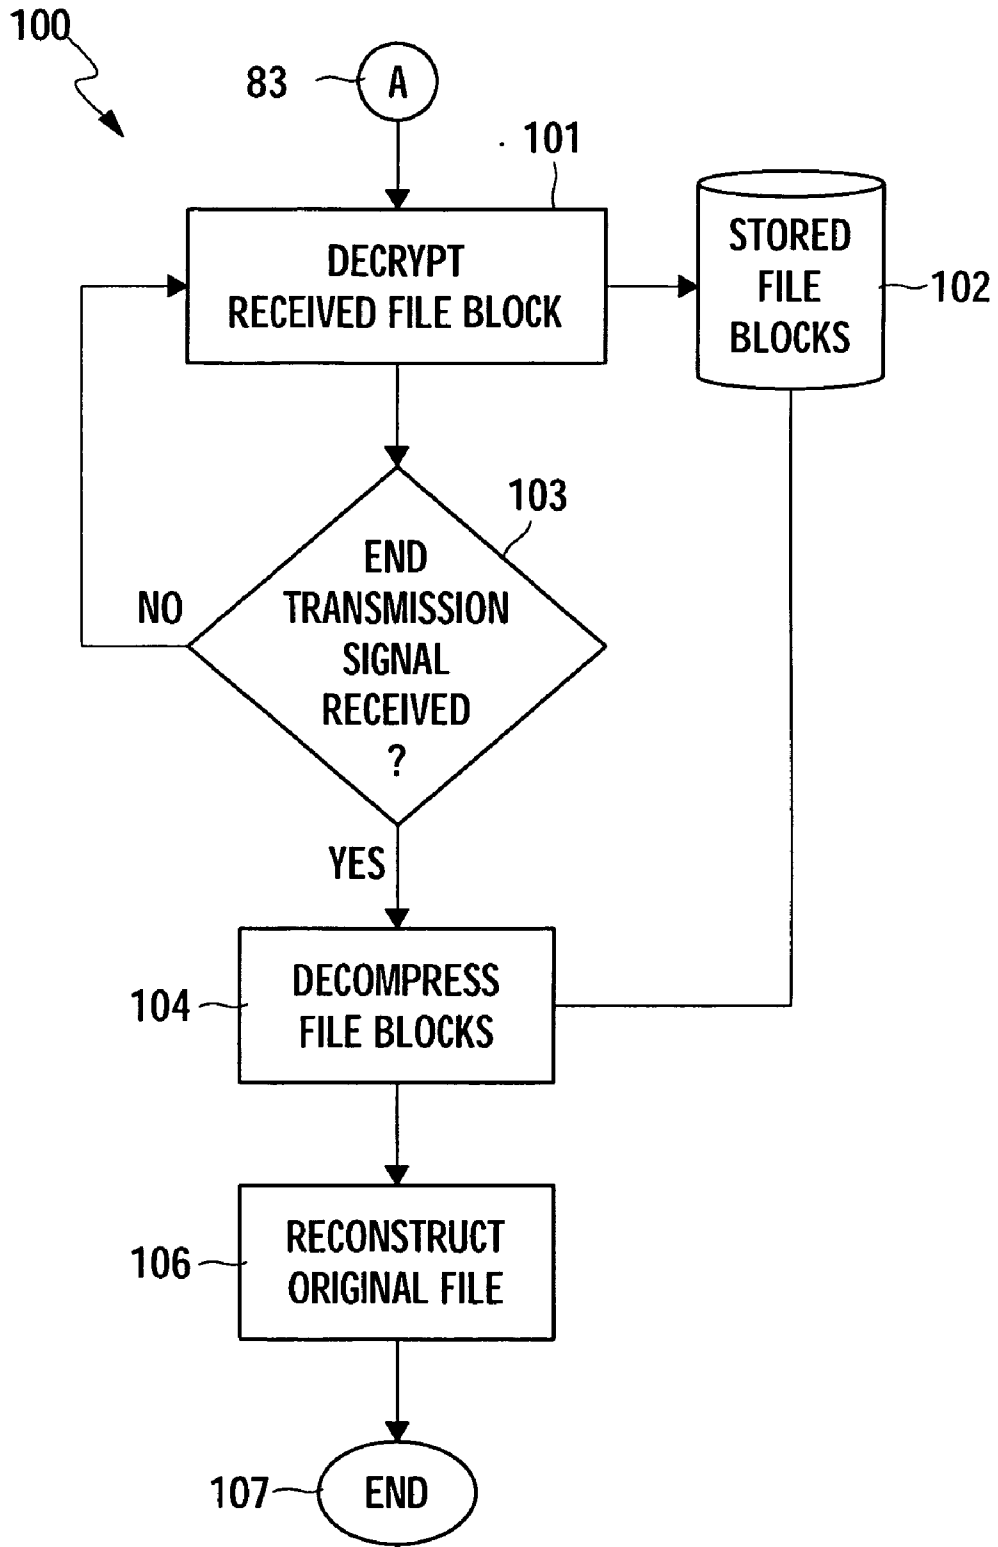 100
83
A
101
DECRYPT
RECEIVED FILE BLOCK
STORED
FILE
BLOCKS
102
103
END
TRANSMISSION
SIGNAL
RECEIVED
?
NO
YES
104
DECOMPRESS
FILE BLOCKS
106
RECONSTRUCT
ORIGINAL FILE
107
END